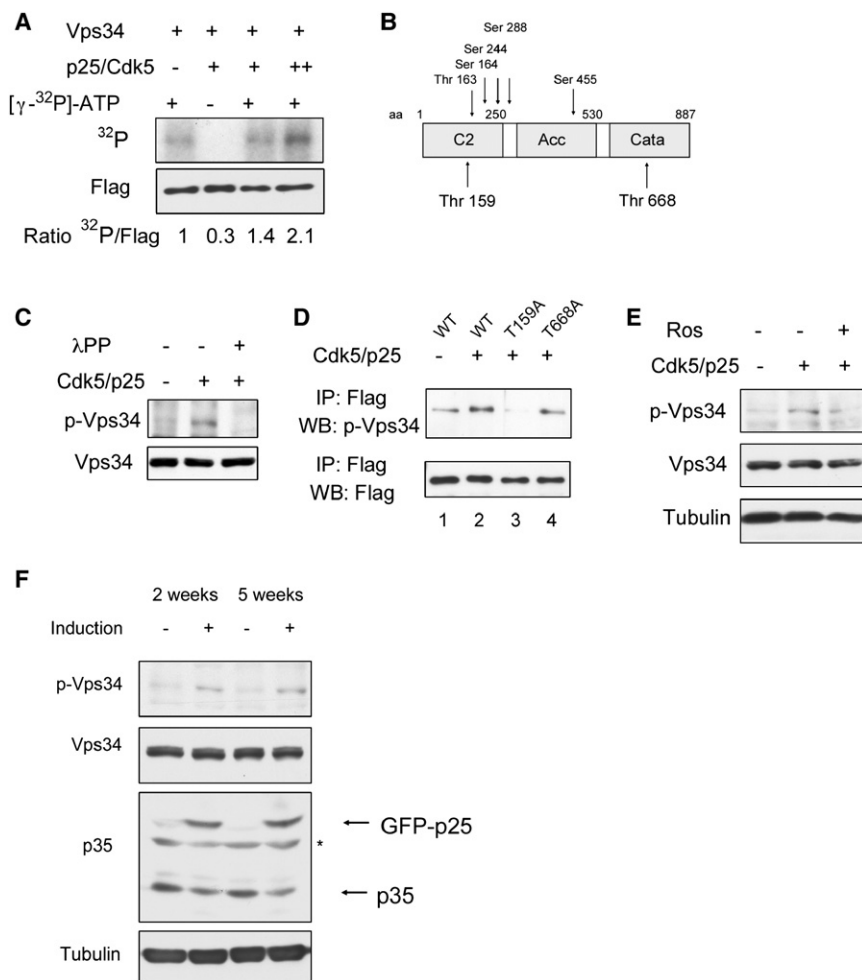 A
Vps34 + + + +
p25/Cdk5 - + + ++
[γ-³²P]-ATP + - + +
³²P
Flag
Ratio ³²P/Flag 1 0.3 1.4 2.1
B
Ser 288
Ser 244
Ser 164
Thr 163 Ser 455
aa 1 250 530 887
C2 Acc Cata
Thr 159 Thr 668
C
λPP - - +
Cdk5/p25 - + +
p-Vps34
Vps34
D
WT WT T159A T668A
Cdk5/p25 - + + +
IP: Flag
WB: p-Vps34
IP: Flag
WB: Flag
1 2 3 4
E
Ros - - +
Cdk5/p25 - + +
p-Vps34
Vps34
Tubulin
F
2 weeks 5 weeks
Induction - + - +
p-Vps34
Vps34
GFP-p25
p35 *
p35
Tubulin